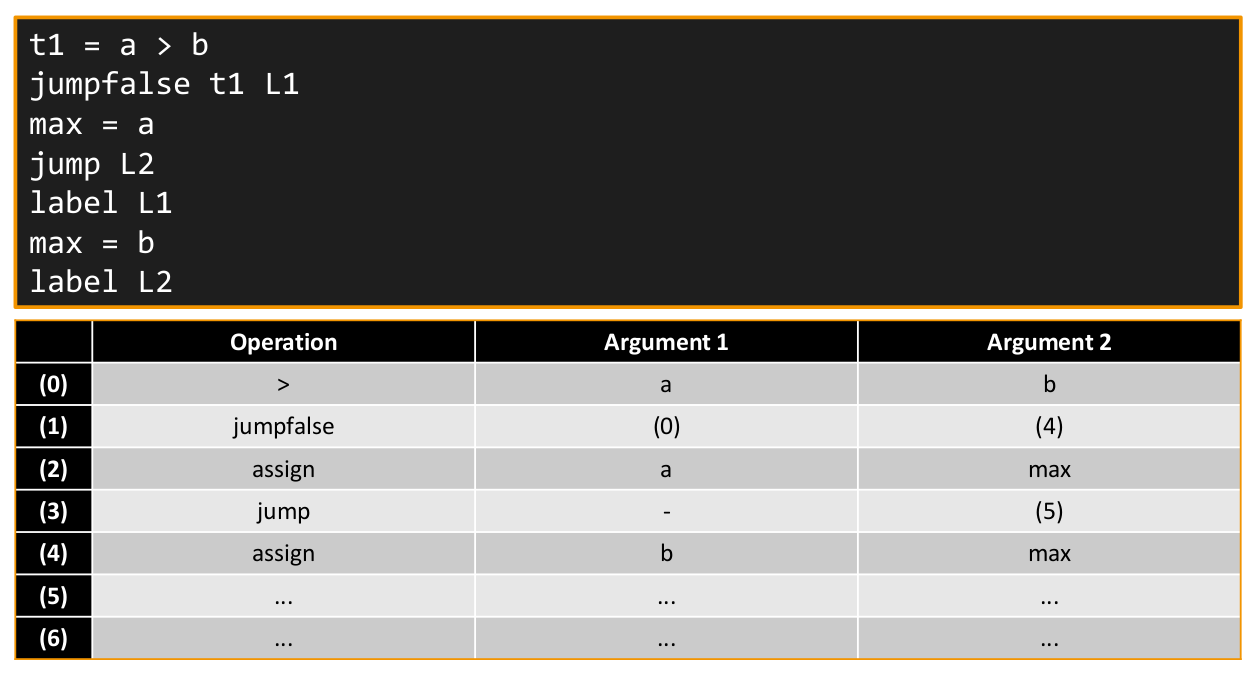 t1 = a > b
jumpfalse t1 L1
max = a
jump L2
label L1
max = b
label L2
Operation Argument 1 Argument 2
(0) > a b
(1) jumpfalse (0) (4)
(2) assign a max
(3) jump - (5)
(4) assign b max
(5) ... ... ...
(6) ... ... ...